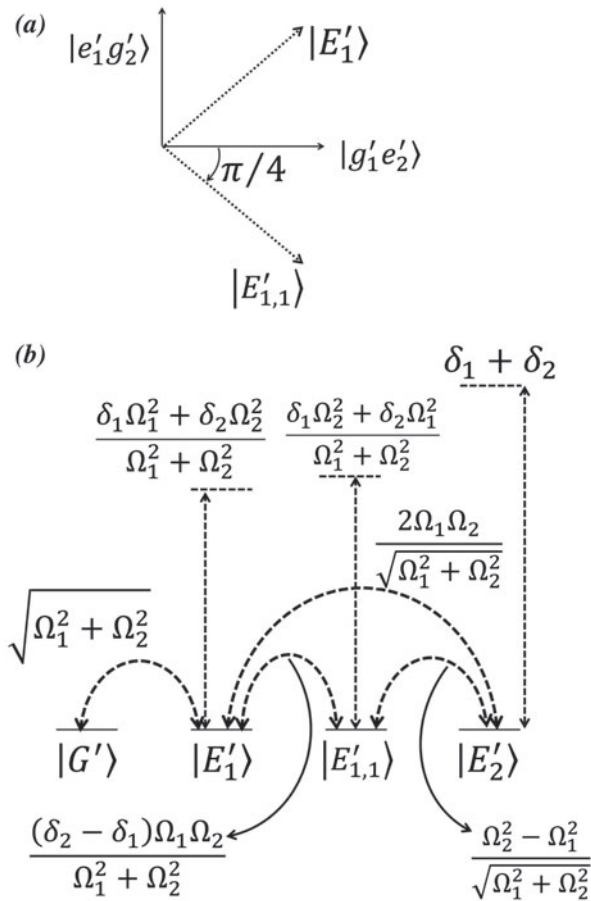 (a)
|e′₁g′₂⟩
|E′₁⟩
|g′₁e′₂⟩
π/4
|E′₁,₁⟩
(b)
δ₁ + δ₂
(δ₁Ω₁² + δ₂Ω₂²)/(Ω₁² + Ω₂²)
(δ₁Ω₂² + δ₂Ω₁²)/(Ω₁² + Ω₂²)
2Ω₁Ω₂/√(Ω₁² + Ω₂²)
√(Ω₁² + Ω₂²)
|G′⟩ |E′₁⟩ |E′₁,₁⟩ |E′₂⟩
(δ₂ − δ₁)Ω₁Ω₂/(Ω₁² + Ω₂²)
(Ω₂² − Ω₁²)/√(Ω₁² + Ω₂²)